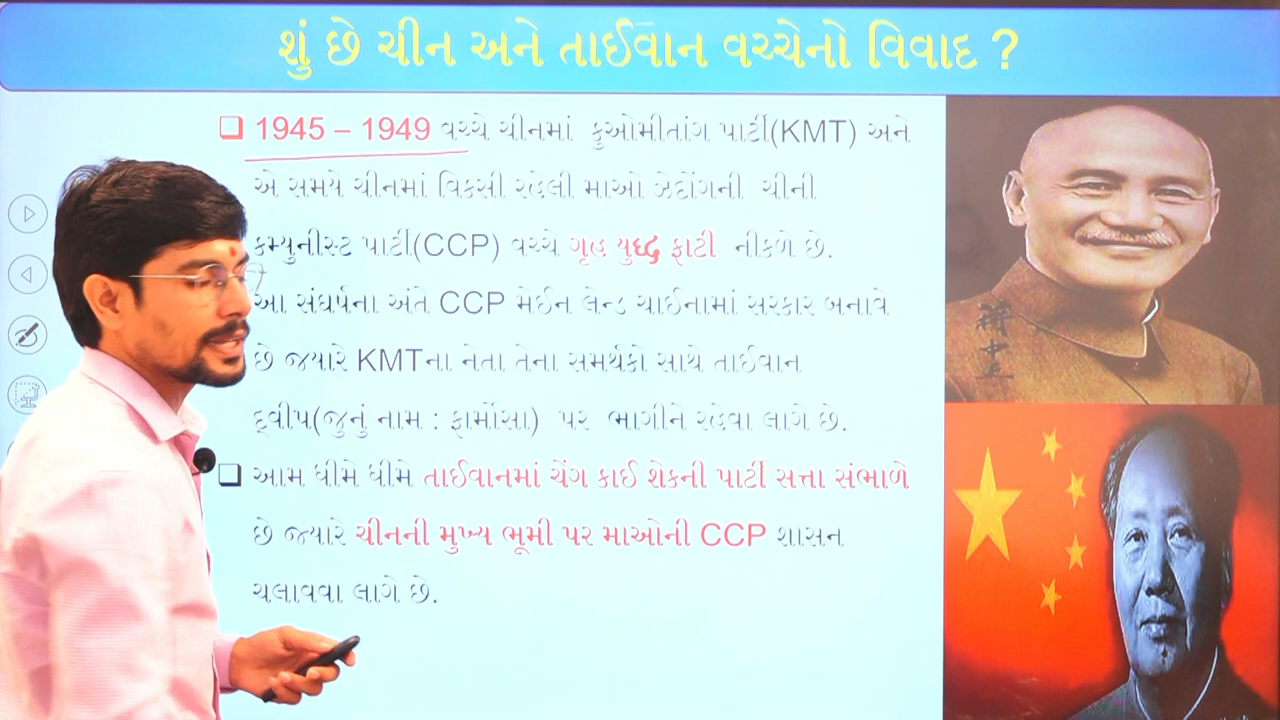 શું છે ચીન અને તાઈવાન વચ્ચેનો વિવાદ ?
❑ 1945 – 1949 વચ્ચે ચીનમાં કુઓમીતાંગ પાર્ટી(KMT) અને
એ સમયે ચીનમાં વિકસી રહેલી માઓ ઝેદોંગની ચીની
કમ્યુનીસ્ટ પાર્ટી(CCP) વચ્ચે ગૃહ યુદ્ધ ફાટી નીકળે છે.
આ સંઘર્ષના અંતે CCP મેઈન લેન્ડ ચાઈનામાં સરકાર બનાવે
છે જ્યારે KMTના નેતા તેના સમર્થકો સાથે તાઈવાન
દ્વીપ(જુનું નામ : ફાર્મોસા) પર ભાગીને રહેવા લાગે છે.
❑ આમ ધીમે ધીમે તાઈવાનમાં ચેંગ કાઈ શેકની પાર્ટી સત્તા સંભાળે
છે જ્યારે ચીનની મુખ્ય ભૂમી પર માઓની CCP શાસન
ચલાવવા લાગે છે.